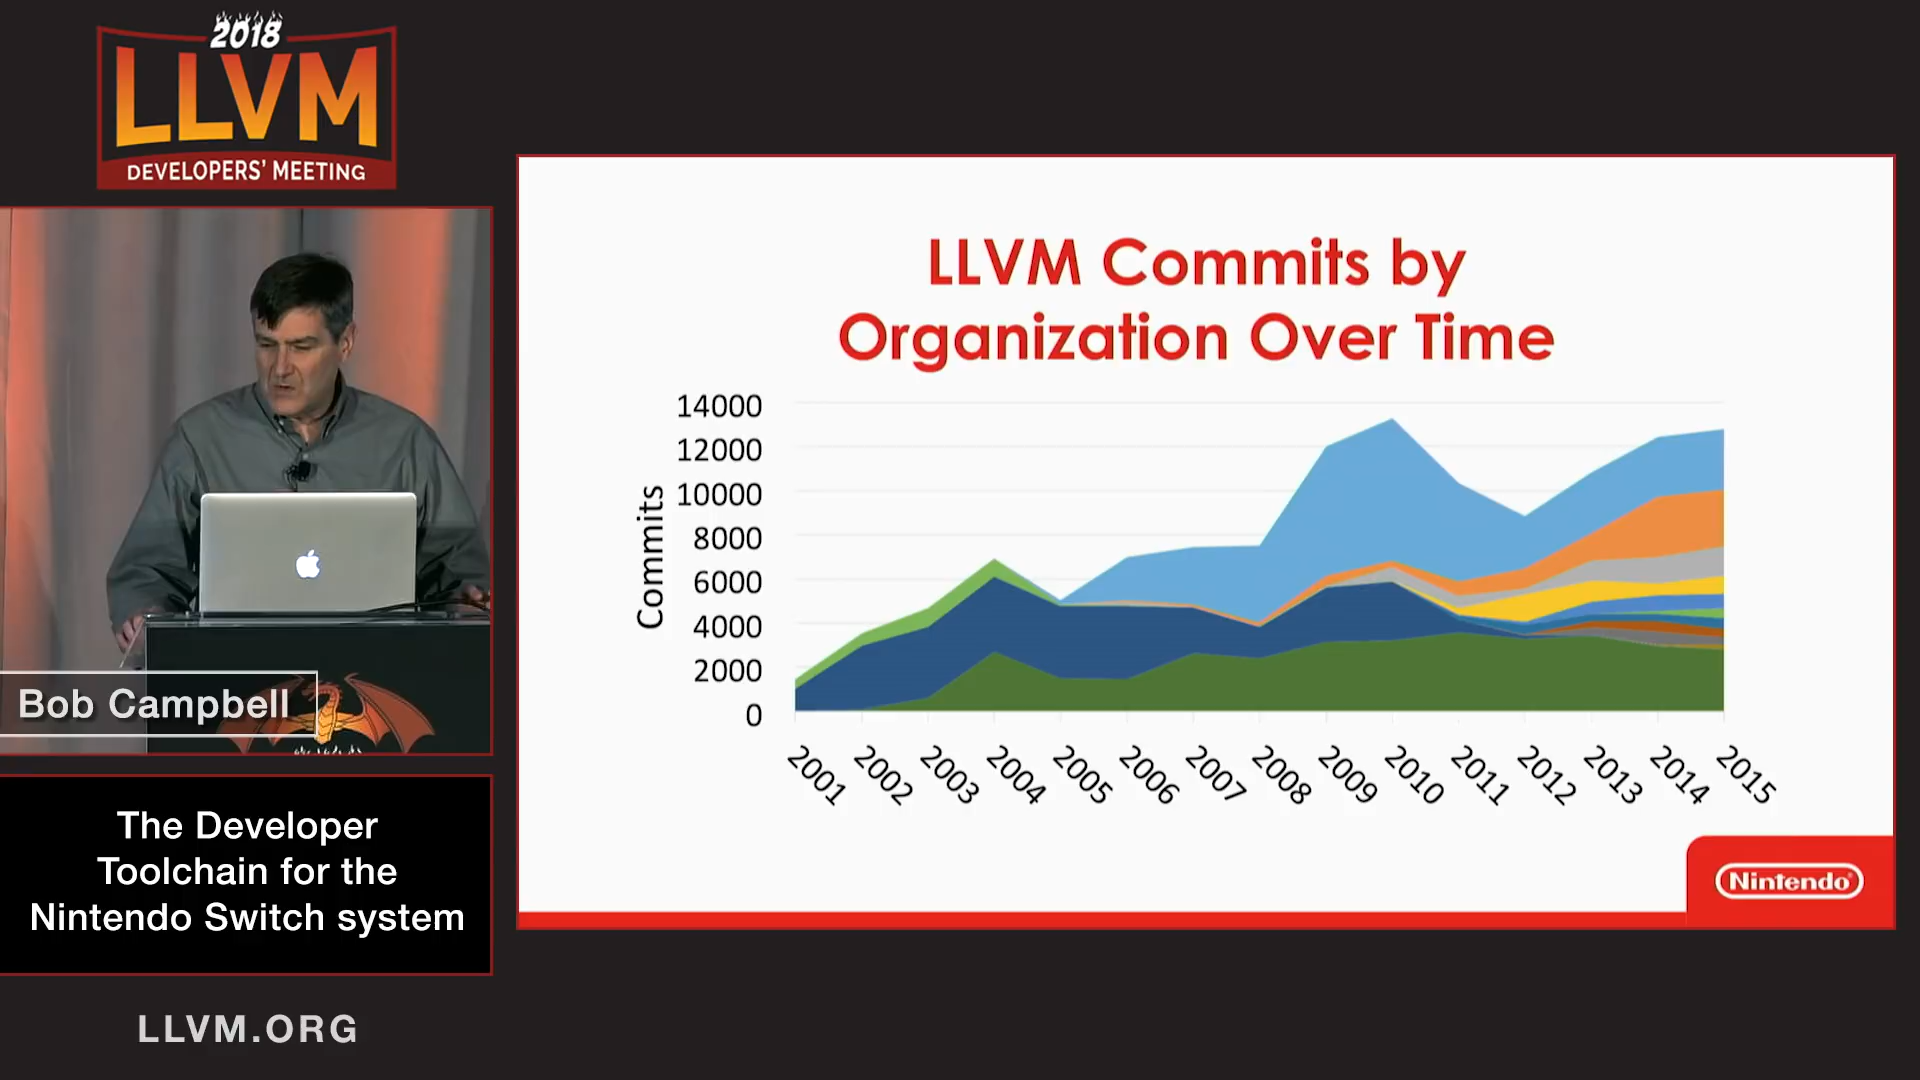 2018
LLVM
DEVELOPERS' MEETING
Bob Campbell
The Developer
Toolchain for the
Nintendo Switch system
LLVM.ORG
LLVM Commits by
Organization Over Time
Commits
14000
12000
10000
8000
6000
4000
2000
0
2001
2002
2003
2004
2005
2006
2007
2008
2009
2010
2011
2012
2013
2014
2015
Nintendo